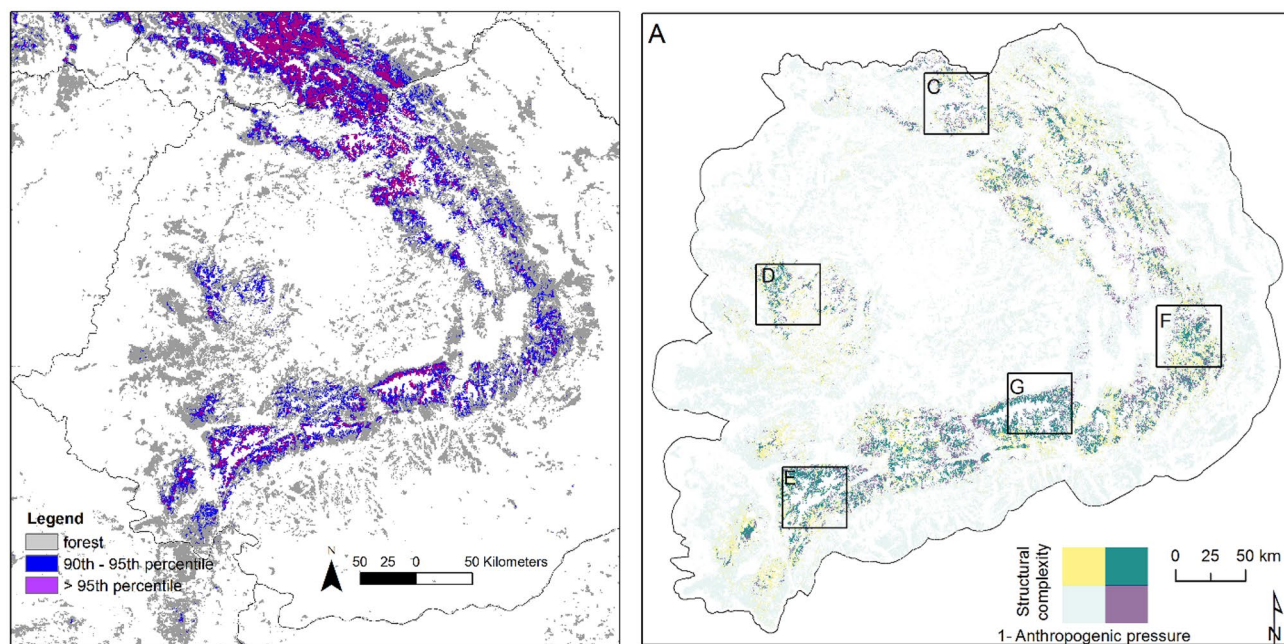 Legend
forest
90th - 95th percentile
> 95th percentile
N
50 25 0 50 Kilometers
A
C
D
F
G
E
Structural
complexity
0 25 50 km
1- Anthropogenic pressure
N